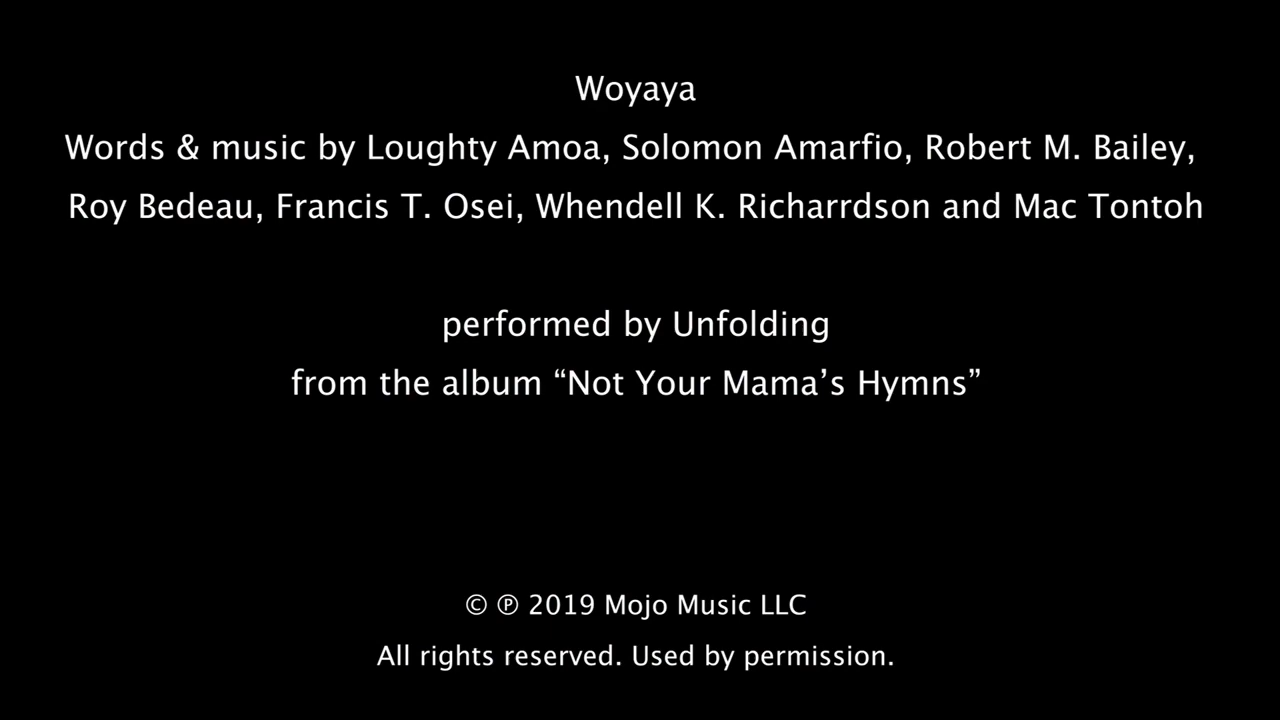 Woyaya
Words & music by Loughty Amoa, Solomon Amarfio, Robert M. Bailey,
Roy Bedeau, Francis T. Osei, Whendell K. Richarrdson and Mac Tontoh
performed by Unfolding
from the album “Not Your Mama’s Hymns”
© ℗ 2019 Mojo Music LLC
All rights reserved. Used by permission.